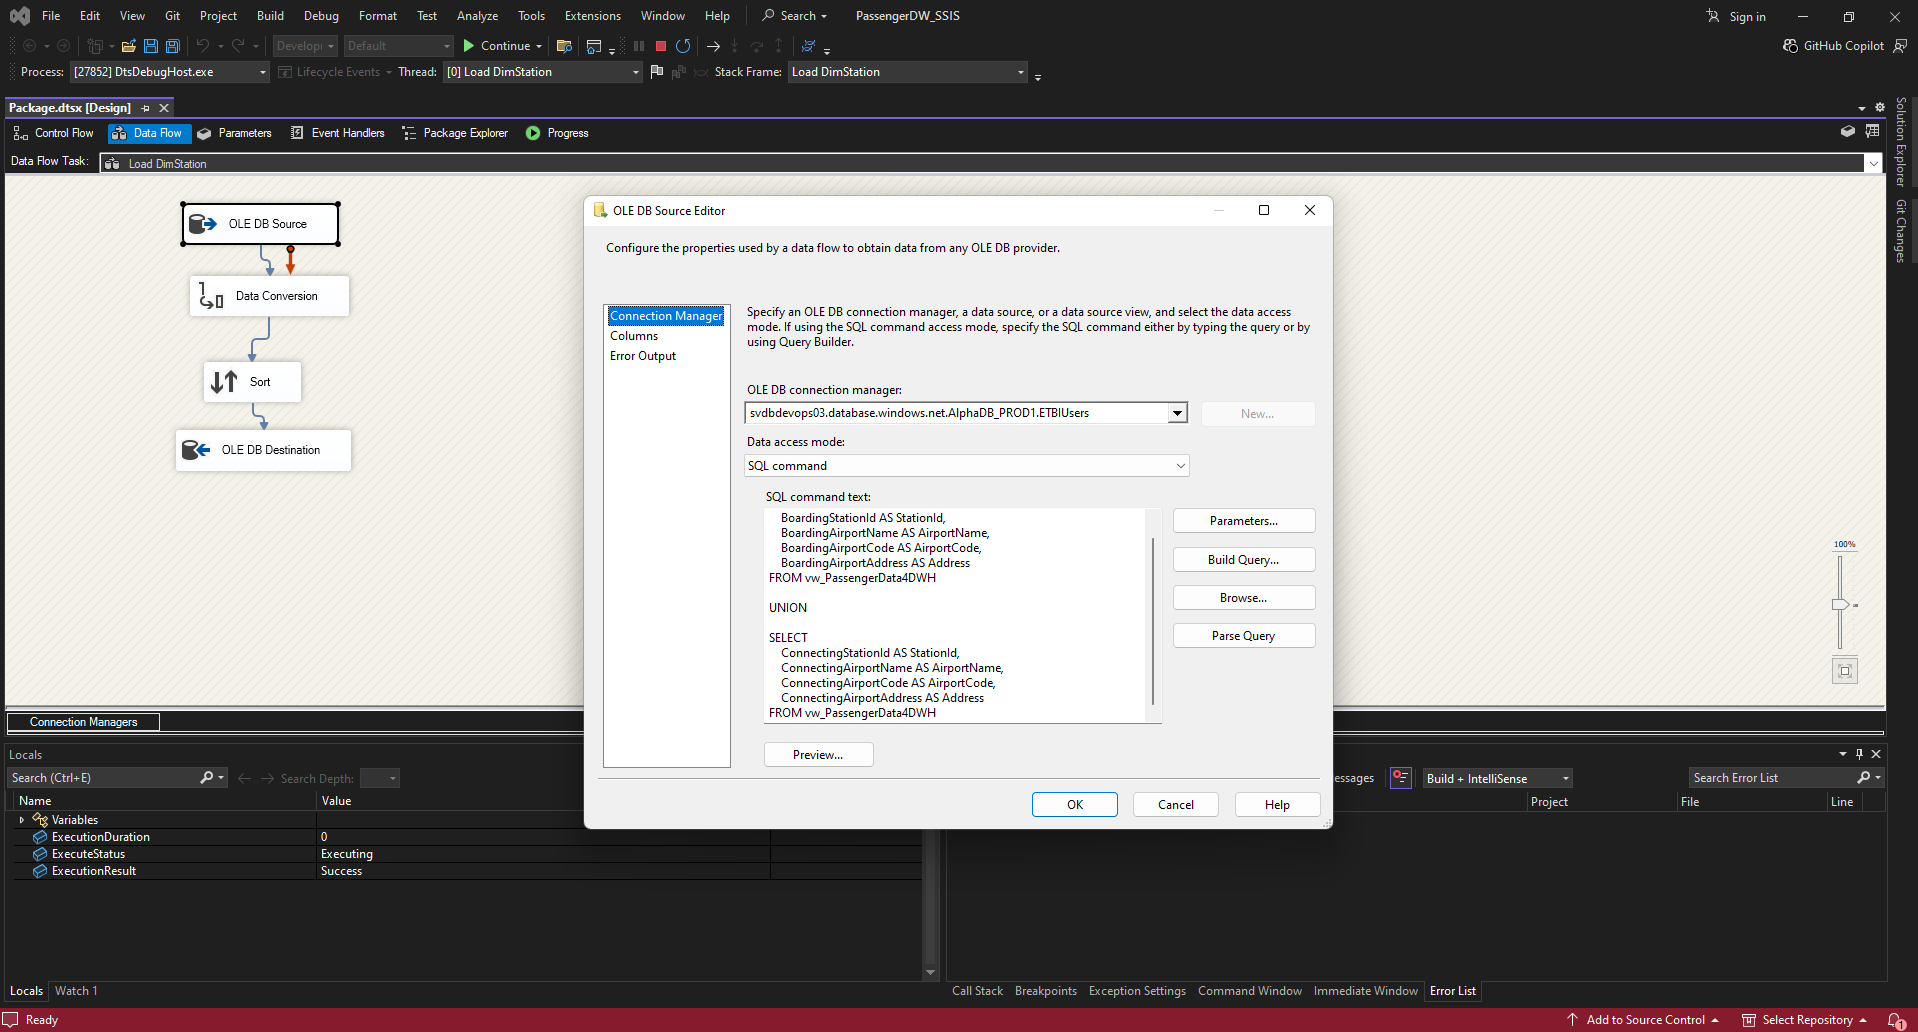 File Edit View Git Project Build Debug Format Test Analyze Tools Extensions Window Help Search PassengerDW_SSIS Sign in
Develop Default Continue GitHub Copilot
Process: [27852] DtsDebugHost.exe Lifecycle Events Thread: [0] Load DimStation Stack Frame: Load DimStation
Package.dtsx [Design]
Control Flow Data Flow Parameters Event Handlers Package Explorer Progress
Data Flow Task: Load DimStation
Solution Explorer
Git Changes
OLE DB Source
Data Conversion
Sort
OLE DB Destination
100%
OLE DB Source Editor
Configure the properties used by a data flow to obtain data from any OLE DB provider.
Connection Manager
Columns
Error Output
Specify an OLE DB connection manager, a data source, or a data source view, and select the data access
mode. If using the SQL command access mode, specify the SQL command either by typing the query or by
using Query Builder.
OLE DB connection manager:
svdbdevops03.database.windows.net.AlphaDB_PROD1.ETBIUsers New...
Data access mode:
SQL command
SQL command text:
BoardingStationId AS StationId,
BoardingAirportName AS AirportName,
BoardingAirportCode AS AirportCode,
BoardingAirportAddress AS Address
FROM vw_PassengerData4DWH
UNION
SELECT
ConnectingStationId AS StationId,
ConnectingAirportName AS AirportName,
ConnectingAirportCode AS AirportCode,
ConnectingAirportAddress AS Address
FROM vw_PassengerData4DWH
Parameters...
Build Query...
Browse...
Parse Query
Preview...
OK Cancel Help
Connection Managers
Locals
Search (Ctrl+E) Search Depth:
Name Value
Variables
ExecutionDuration 0
ExecuteStatus Executing
ExecutionResult Success
essages Build + IntelliSense Search Error List
Project File Line
Locals Watch 1
Call Stack Breakpoints Exception Settings Command Window Immediate Window Error List
Ready Add to Source Control Select Repository 1